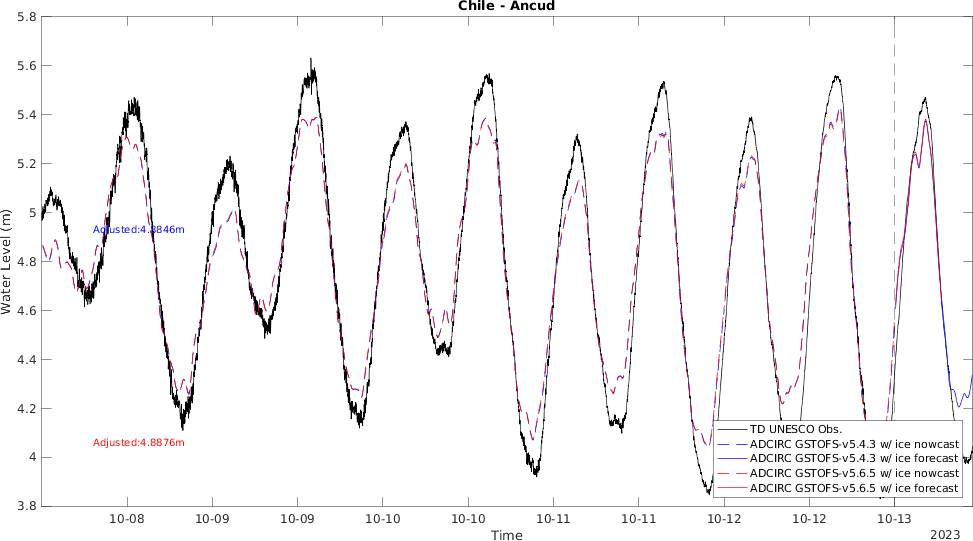 Chile - Ancud
5.8
5.6
5.4
5.2
5
4.8
4.6
4.4
4.2
4
3.8
Water Level (m)
Adjusted:4.8846m
Adjusted:4.8876m
TD UNESCO Obs.
ADCIRC GSTOFS-v5.4.3 w/ ice nowcast
ADCIRC GSTOFS-v5.4.3 w/ ice forecast
ADCIRC GSTOFS-v5.6.5 w/ ice nowcast
ADCIRC GSTOFS-v5.6.5 w/ ice forecast
10-08 10-09 10-09 10-10 10-10 10-11 10-11 10-12 10-12 10-13
Time
2023